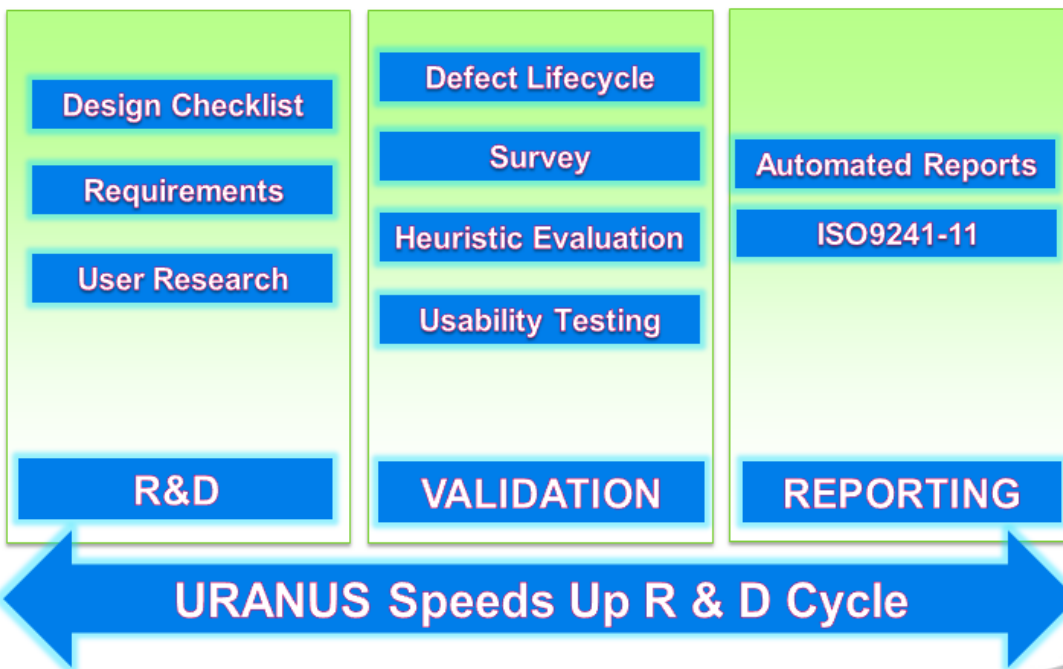 Design Checklist
Requirements
User Research
R&D
Defect Lifecycle
Survey
Heuristic Evaluation
Usability Testing
VALIDATION
Automated Reports
ISO9241-11
REPORTING
URANUS Speeds Up R & D Cycle